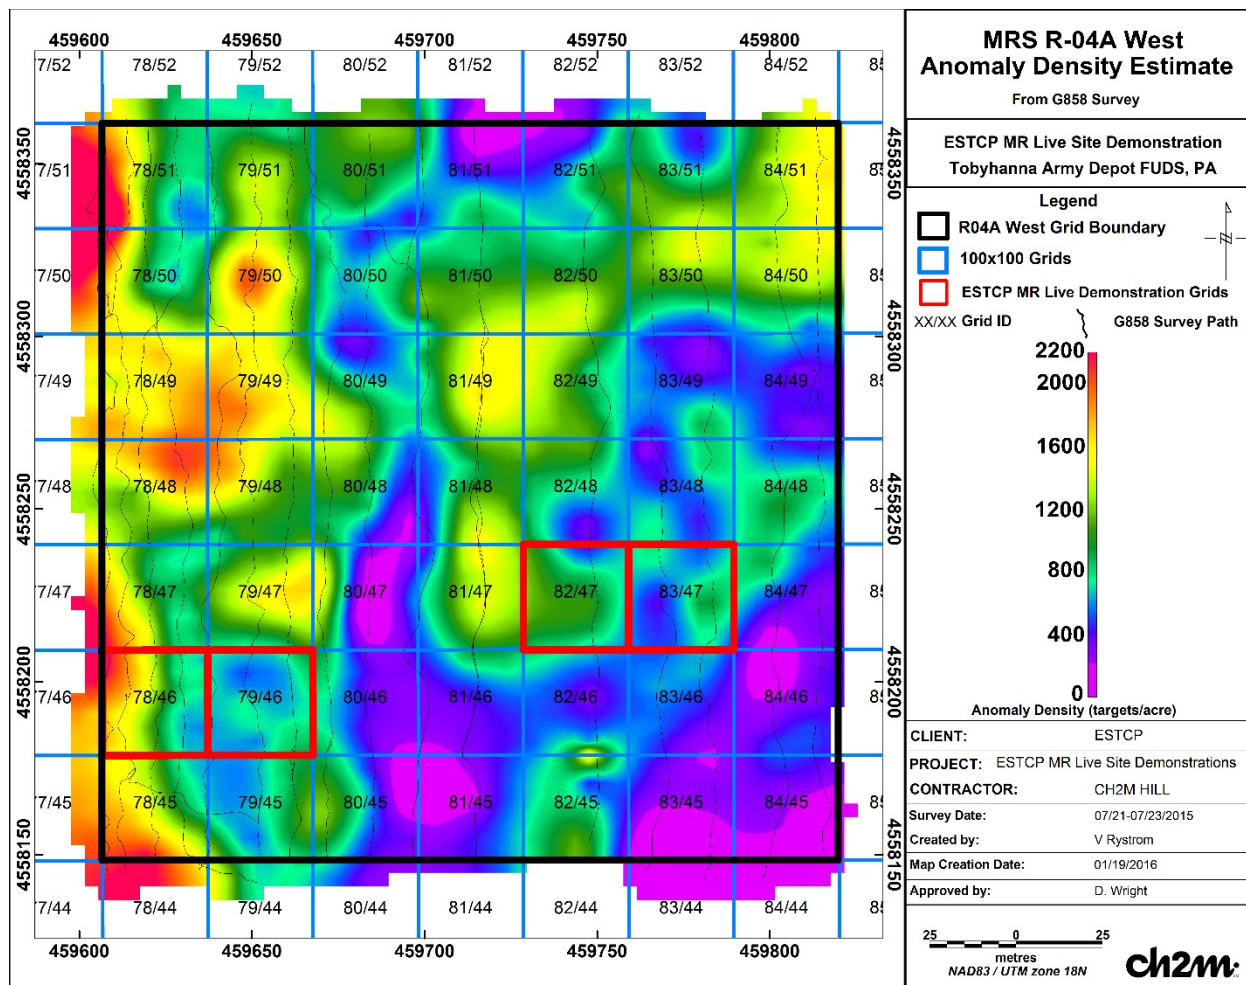 459600 459650 459700 459750 459800
7/52 78/52 79/52 80/52 81/52 82/52 83/52 84/52 85
4558350 4558350
7/51 78/51 79/51 80/51 81/51 82/51 83/51 84/51 85
7/50 78/50 79/50 80/50 81/50 82/50 83/50 84/50 85
4558300 4558300
7/49 78/49 79/49 80/49 81/49 82/49 83/49 84/49 85
7/48 78/48 79/48 80/48 81/48 82/48 83/48 84/48 85
4558250 4558250
7/47 78/47 79/47 80/47 81/47 82/47 83/47 84/47 85
4558200 4558200
7/46 78/46 79/46 80/46 81/46 82/46 83/46 84/46 85
7/45 78/45 79/45 80/45 81/45 82/45 83/45 84/45 85
4558150 4558150
7/44 78/44 79/44 80/44 81/44 82/44 83/44 84/44 85
459600 459650 459700 459750 459800
MRS R-04A West
Anomaly Density Estimate
From G858 Survey
ESTCP MR Live Site Demonstration
Tobyhanna Army Depot FUDS, PA
Legend
R04A West Grid Boundary
100x100 Grids
ESTCP MR Live Demonstration Grids
XX/XX Grid ID G858 Survey Path
N
2200
2000
1600
1200
800
400
0
Anomaly Density (targets/acre)
CLIENT: ESTCP
PROJECT: ESTCP MR Live Site Demonstrations
CONTRACTOR: CH2M HILL
Survey Date: 07/21-07/23/2015
Created by: V Rystrom
Map Creation Date: 01/19/2016
Approved by: D. Wright
25 0 25
metres
NAD83 / UTM zone 18N
ch2m: